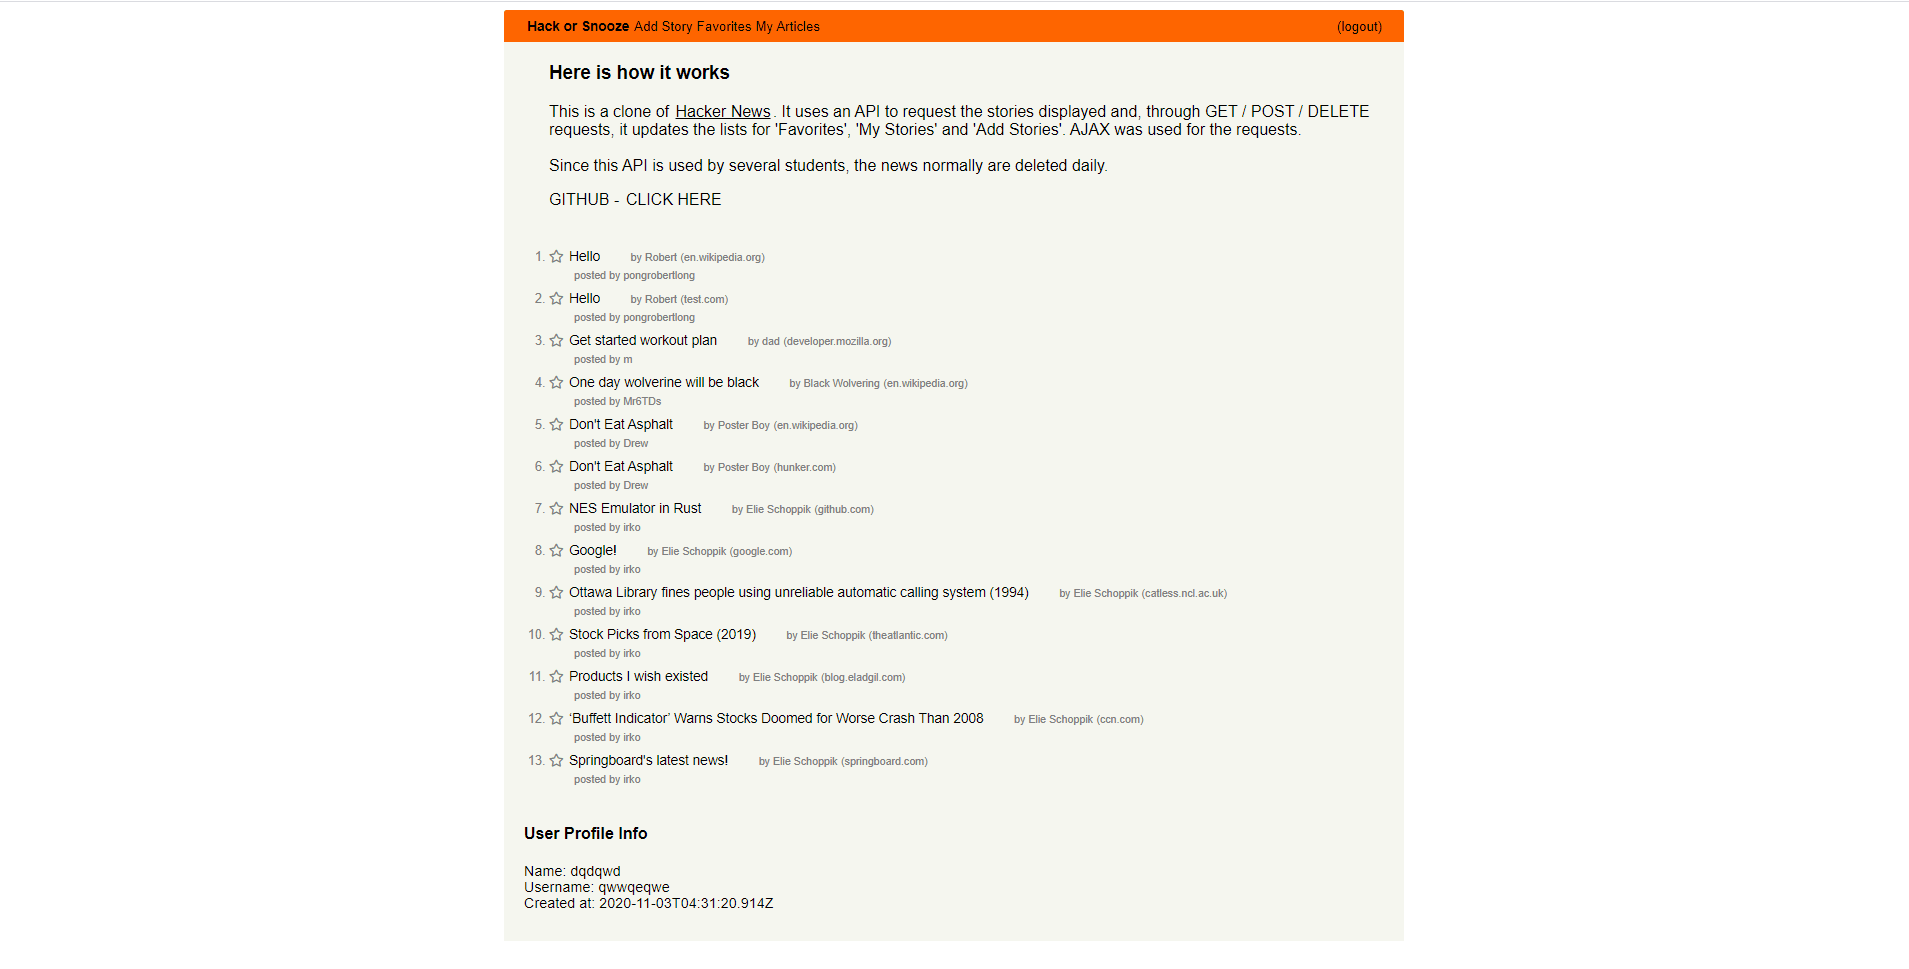 Hack or Snooze Add Story Favorites My Articles (logout)
Here is how it works
This is a clone of Hacker News . It uses an API to request the stories displayed and, through GET / POST / DELETE
requests, it updates the lists for 'Favorites', 'My Stories' and 'Add Stories'. AJAX was used for the requests.
Since this API is used by several students, the news normally are deleted daily.
GITHUB - CLICK HERE
1. Hello by Robert (en.wikipedia.org)
posted by pongrobertlong
2. Hello by Robert (test.com)
posted by pongrobertlong
3. Get started workout plan by dad (developer.mozilla.org)
posted by m
4. One day wolverine will be black by Black Wolvering (en.wikipedia.org)
posted by Mr6TDs
5. Don't Eat Asphalt by Poster Boy (en.wikipedia.org)
posted by Drew
6. Don't Eat Asphalt by Poster Boy (hunker.com)
posted by Drew
7. NES Emulator in Rust by Elie Schoppik (github.com)
posted by irko
8. Google! by Elie Schoppik (google.com)
posted by irko
9. Ottawa Library fines people using unreliable automatic calling system (1994) by Elie Schoppik (catless.ncl.ac.uk)
posted by irko
10. Stock Picks from Space (2019) by Elie Schoppik (theatlantic.com)
posted by irko
11. Products I wish existed by Elie Schoppik (blog.eladgil.com)
posted by irko
12. ‘Buffett Indicator’ Warns Stocks Doomed for Worse Crash Than 2008 by Elie Schoppik (ccn.com)
posted by irko
13. Springboard's latest news! by Elie Schoppik (springboard.com)
posted by irko
User Profile Info
Name: dqdqwd
Username: qwwqeqwe
Created at: 2020-11-03T04:31:20.914Z